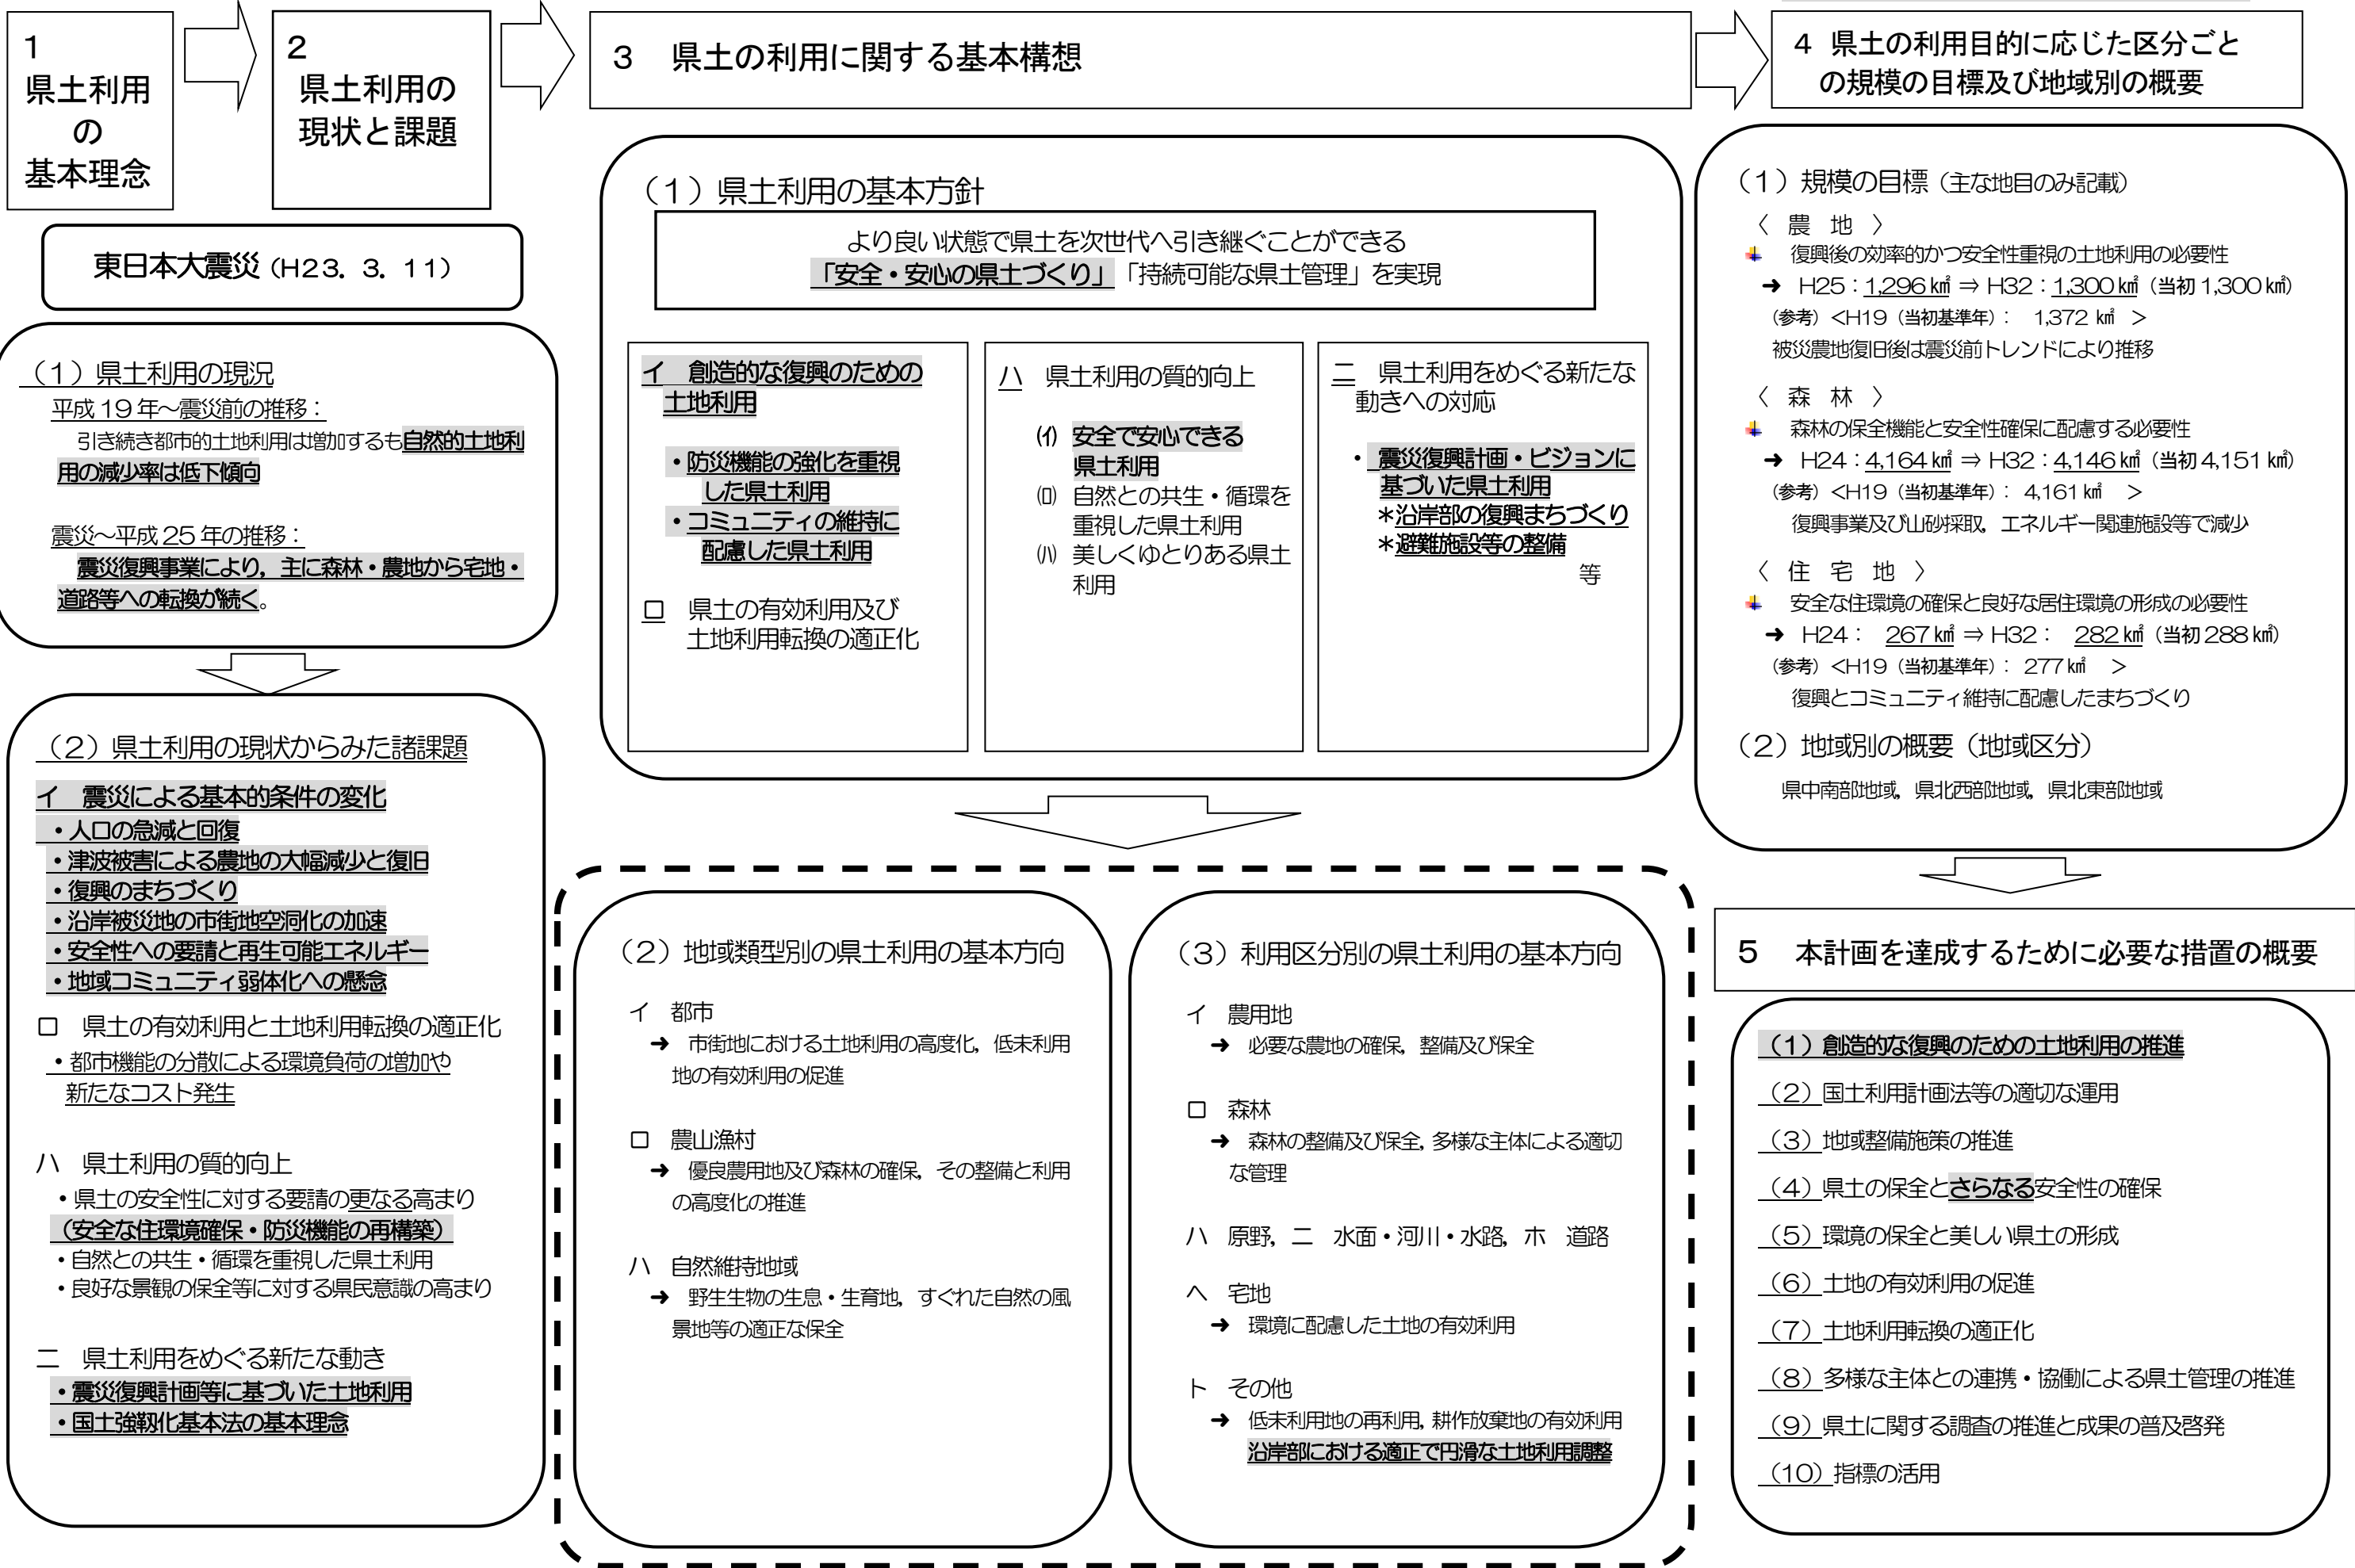 1
県土利用
の
基本理念
2
県土利用の
現状と課題
東日本大震災（H23．3．11）
（1）県土利用の現況
平成19年～震災前の推移：
引き続き都市的土地利用は増加するも自然的土地利
用の減少率は低下傾向
震災～平成25年の推移：
震災復興事業により，主に森林・農地から宅地・
道路等への転換が続く。
（2）県土利用の現状からみた諸課題
イ　震災による基本的条件の変化
・人口の急減と回復
・津波被害による農地の大幅減少と復旧
・復興のまちづくり
・沿岸被災地の市街地空洞化の加速
・安全性への要請と再生可能エネルギー
・地域コミュニティ弱体化への懸念
ロ　県土の有効利用と土地利用転換の適正化
・都市機能の分散による環境負荷の増加や
新たなコスト発生
ハ　県土利用の質的向上
・県土の安全性に対する要請の更なる高まり
（安全な住環境確保・防災機能の再構築）
・自然との共生・循環を重視した県土利用
・良好な景観の保全等に対する県民意識の高まり
ニ　県土利用をめぐる新たな動き
・震災復興計画等に基づいた土地利用
・国土強靱化基本法の基本理念
3　県土の利用に関する基本構想
（1）県土利用の基本方針
より良い状態で県土を次世代へ引き継ぐことができる
「安全・安心の県土づくり」「持続可能な県土管理」を実現
イ　創造的な復興のための
土地利用
・防災機能の強化を重視
した県土利用
・コミュニティの維持に
配慮した県土利用
ロ　県土の有効利用及び
土地利用転換の適正化
ハ　県土利用の質的向上
(ｲ)　安全で安心できる
県土利用
(ﾛ)　自然との共生・循環を
重視した県土利用
(ﾊ)　美しくゆとりある県土
利用
ニ　県土利用をめぐる新たな
動きへの対応
・震災復興計画・ビジョンに
基づいた県土利用
＊沿岸部の復興まちづくり
＊避難施設等の整備
等
（2）地域類型別の県土利用の基本方向
イ　都市
➔　市街地における土地利用の高度化，低未利用
地の有効利用の促進
ロ　農山漁村
➔　優良農用地及び森林の確保，その整備と利用
の高度化の推進
ハ　自然維持地域
➔　野生生物の生息・生育地，すぐれた自然の風
景地等の適正な保全
（3）利用区分別の県土利用の基本方向
イ　農用地
➔　必要な農地の確保，整備及び保全
ロ　森林
➔　森林の整備及び保全，多様な主体による適切
な管理
ハ　原野，ニ　水面・河川・水路，ホ　道路
ヘ　宅地
➔　環境に配慮した土地の有効利用
ト　その他
➔　低未利用地の再利用，耕作放棄地の有効利用
沿岸部における適正で円滑な土地利用調整
4　県土の利用目的に応じた区分ごと
の規模の目標及び地域別の概要
（1）規模の目標（主な地目のみ記載）
〈　農　地　〉
復興後の効率的かつ安全性重視の土地利用の必要性
➔　H25：1,296㎢ ⇒ H32：1,300㎢（当初1,300㎢）
（参考）＜H19（当初基準年）：　1,372㎢　＞
被災農地復旧後は震災前トレンドにより推移
〈　森　林　〉
森林の保全機能と安全性確保に配慮する必要性
➔　H24：4,164㎢ ⇒ H32：4,146㎢（当初4,151㎢）
（参考）＜H19（当初基準年）：4,161㎢　＞
復興事業及び山砂採取，エネルギー関連施設等で減少
〈　住　宅　地　〉
安全な住環境の確保と良好な居住環境の形成の必要性
➔　H24：　267㎢ ⇒ H32：　282㎢（当初288㎢）
（参考）＜H19（当初基準年）：277㎢　＞
復興とコミュニティ維持に配慮したまちづくり
（2）地域別の概要（地域区分）
県中南部地域，県北西部地域，県北東部地域
5　本計画を達成するために必要な措置の概要
（1）創造的な復興のための土地利用の推進
（2）国土利用計画法等の適切な運用
（3）地域整備施策の推進
（4）県土の保全とさらなる安全性の確保
（5）環境の保全と美しい県土の形成
（6）土地の有効利用の促進
（7）土地利用転換の適正化
（8）多様な主体との連携・協働による県土管理の推進
（9）県土に関する調査の推進と成果の普及啓発
（10）指標の活用